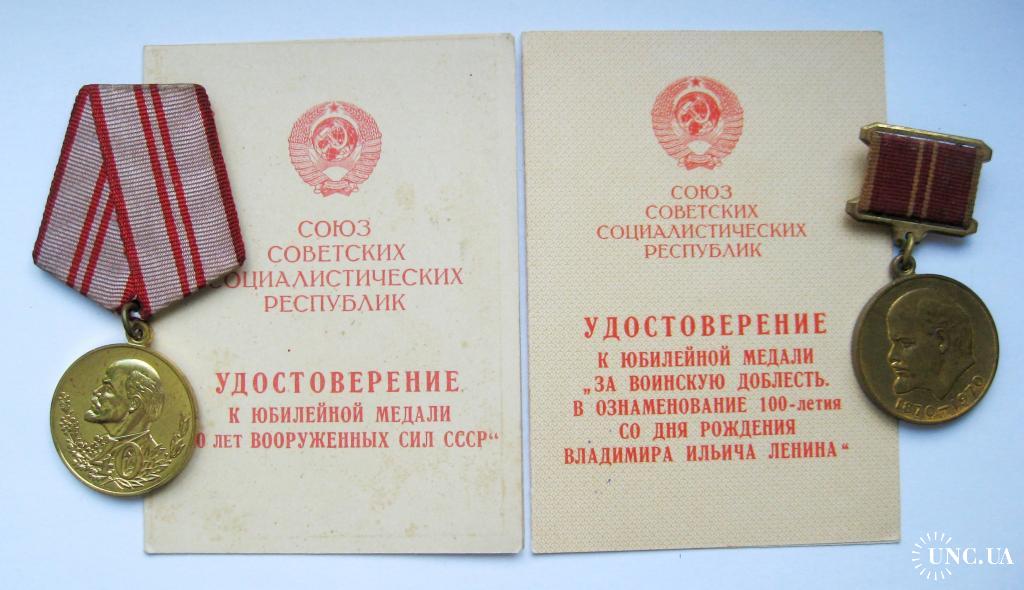 СОЮЗ
СОВЕТСКИХ
СОЦИАЛИСТИЧЕСКИХ
РЕСПУБЛИК
УДОСТОВЕРЕНИЕ
К ЮБИЛЕЙНОЙ МЕДАЛИ
0 ЛЕТ ВООРУЖЕННЫХ СИЛ СССР“
СОЮЗ
СОВЕТСКИХ
СОЦИАЛИСТИЧЕСКИХ
РЕСПУБЛИК
УДОСТОВЕРЕНИЕ
К ЮБИЛЕЙНОЙ МЕДАЛИ
„ЗА ВОИНСКУЮ ДОБЛЕСТЬ.
В ОЗНАМЕНОВАНИЕ 100-летия
СО ДНЯ РОЖДЕНИЯ
ВЛАДИМИРА ИЛЬИЧА ЛЕНИНА“
1870-1970
UNC.UA